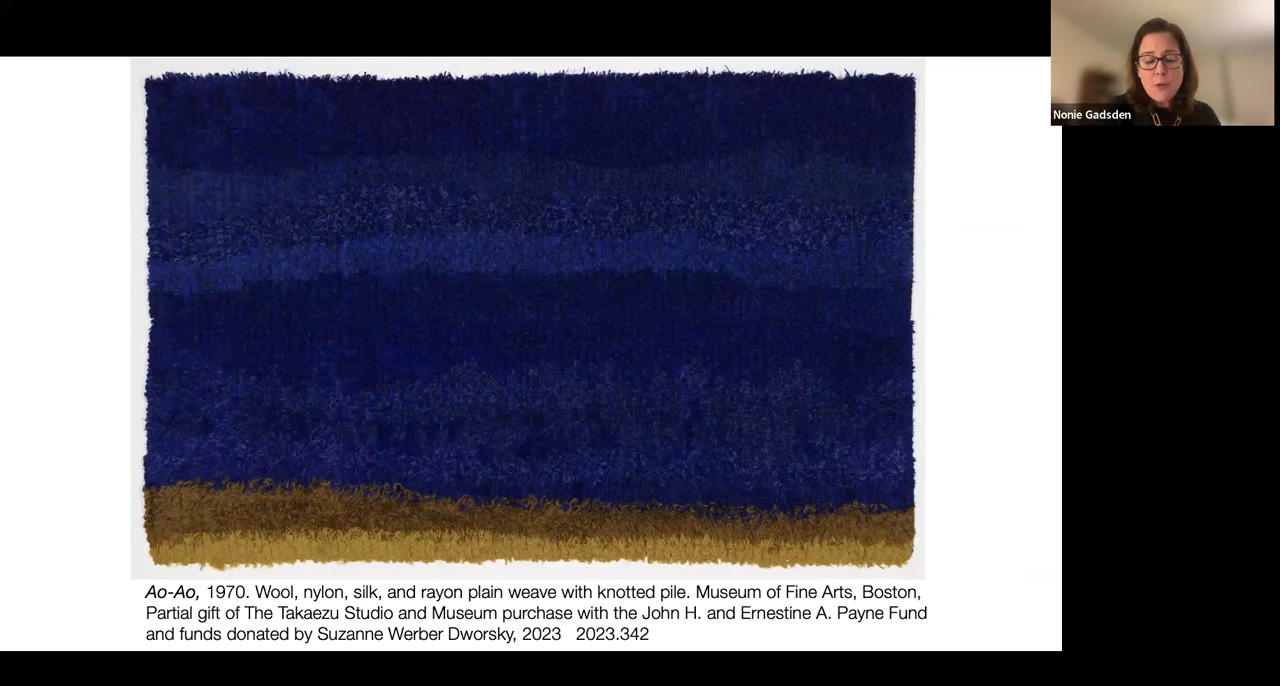 Nonie Gadsden
Ao-Ao, 1970. Wool, nylon, silk, and rayon plain weave with knotted pile. Museum of Fine Arts, Boston,
Partial gift of The Takaezu Studio and Museum purchase with the John H. and Ernestine A. Payne Fund
and funds donated by Suzanne Werber Dworsky, 2023   2023.342